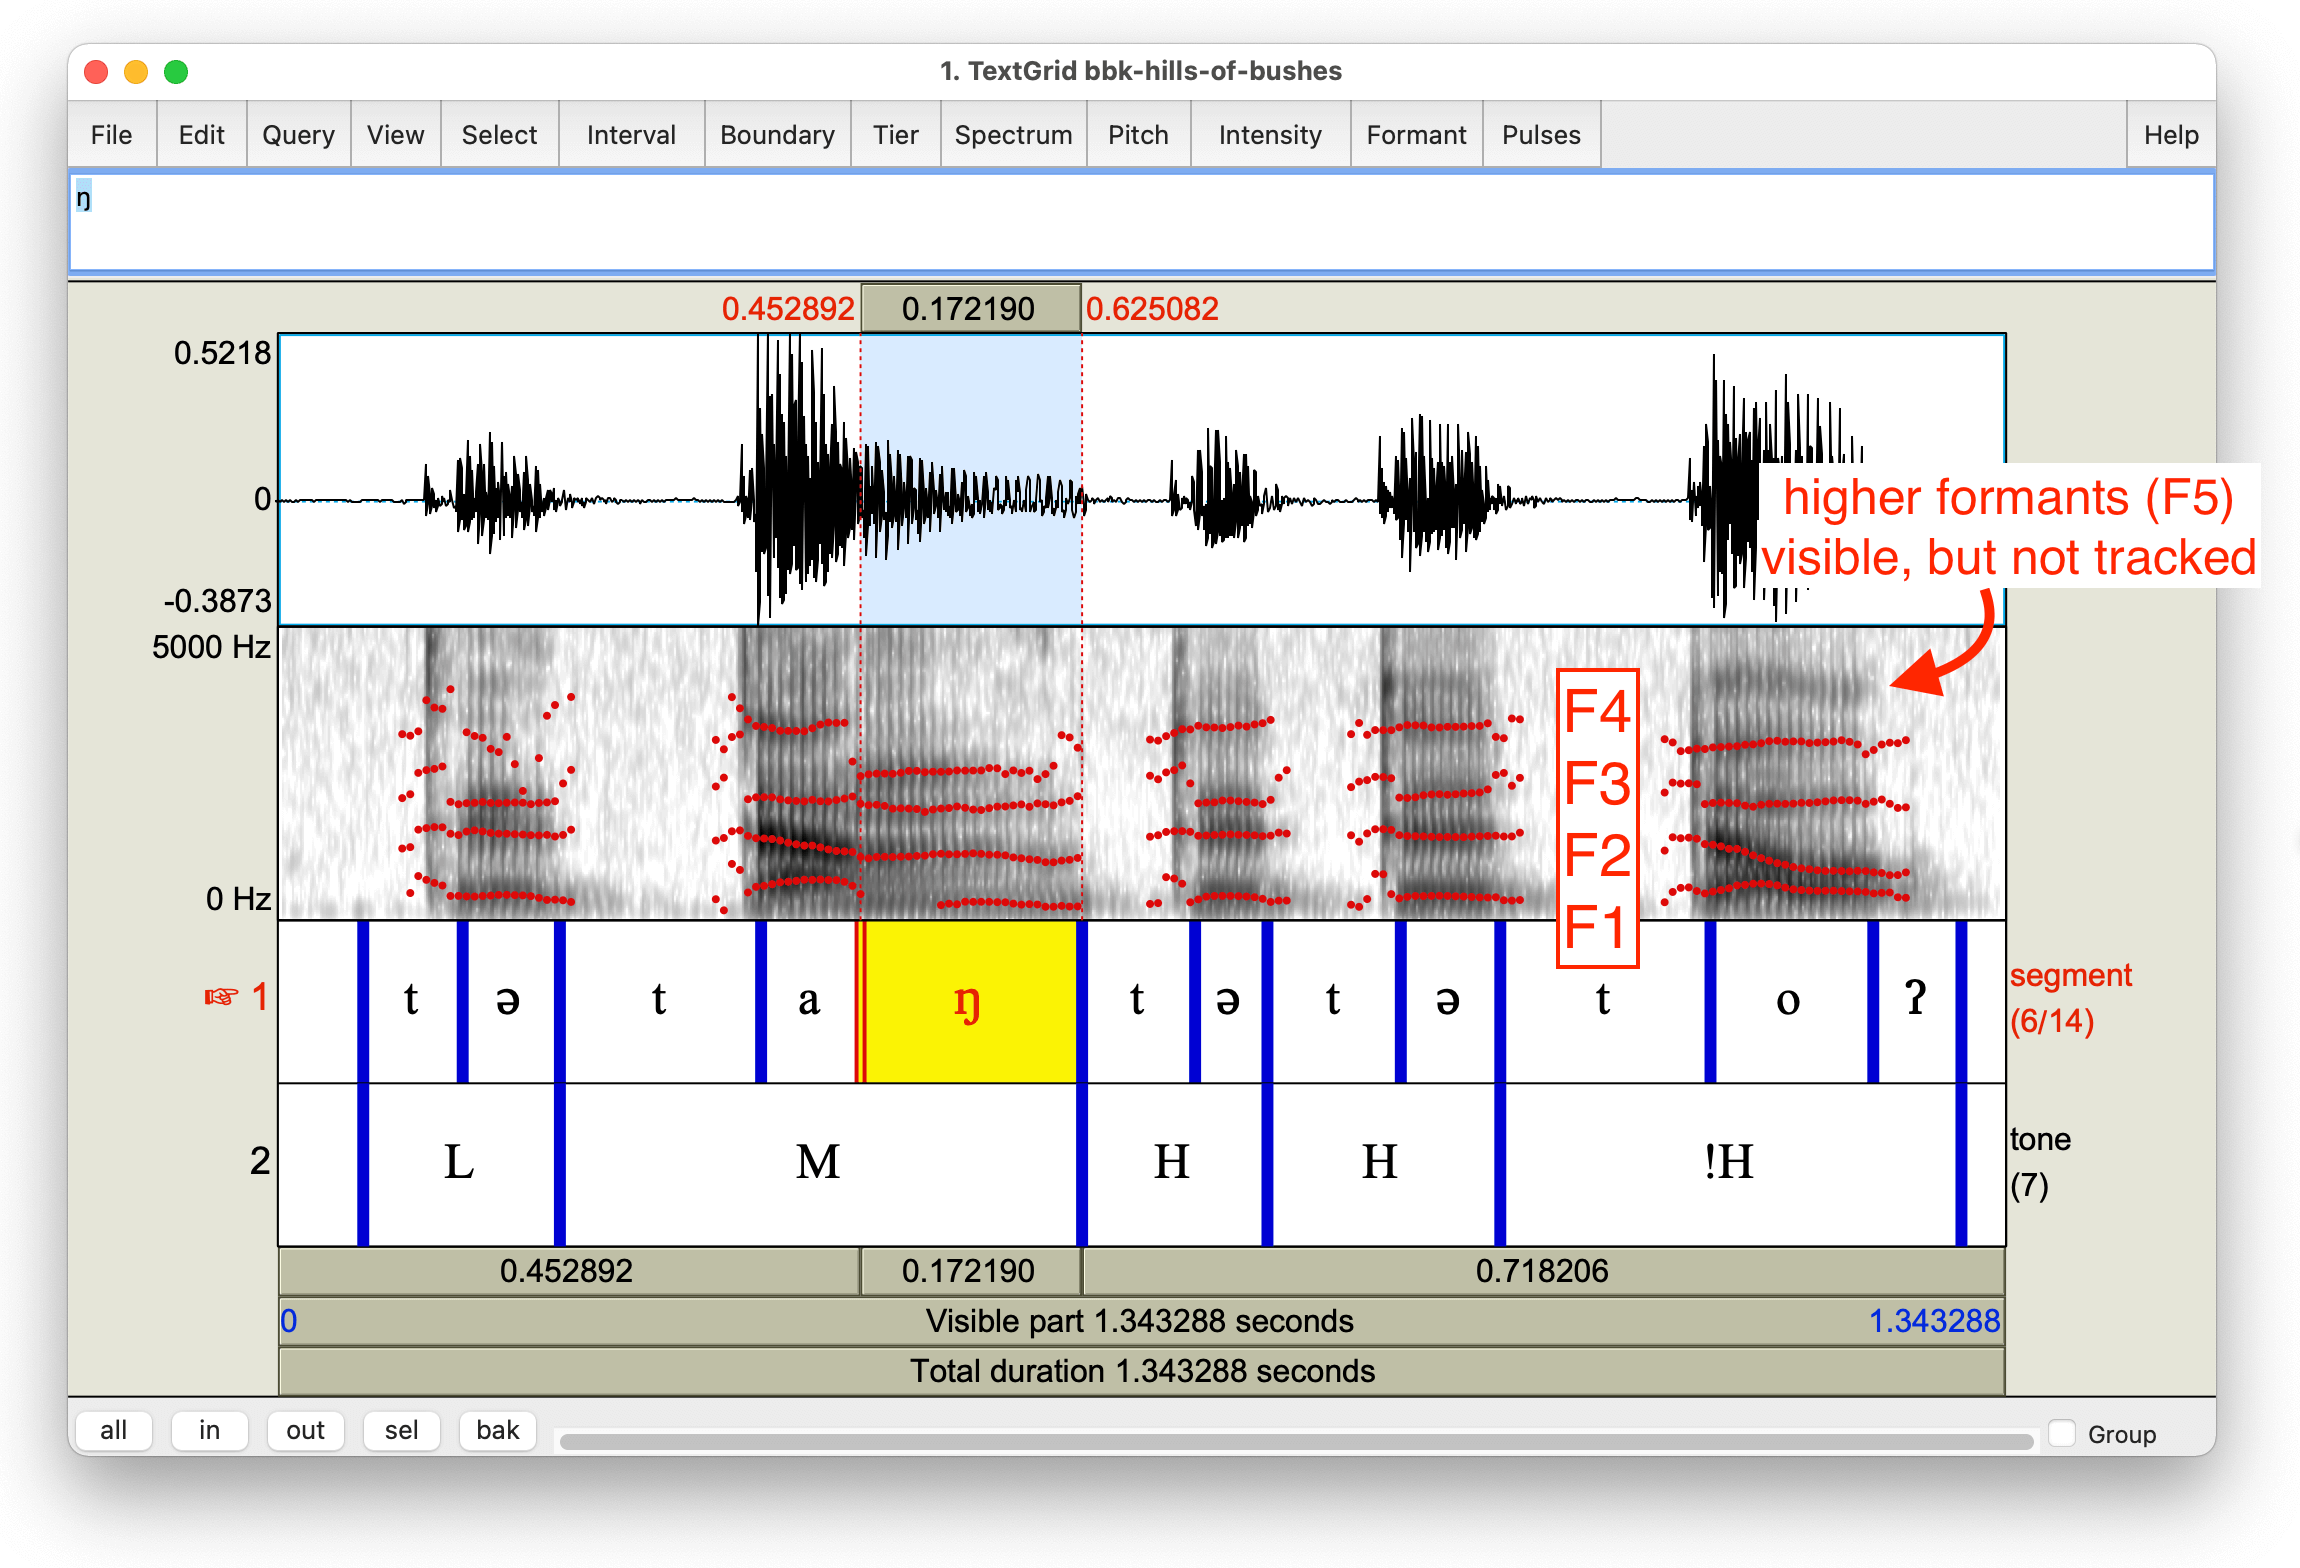 1. TextGrid bbk-hills-of-bushes
File Edit Query View Select Interval Boundary Tier Spectrum Pitch Intensity Formant Pulses Help
ŋ
0.452892 0.172190 0.625082
0.5218
0
-0.3873
higher formants (F5)
visible, but not tracked
5000 Hz
0 Hz
F4
F3
F2
F1
☞ 1 t ə t a ŋ t ə t ə t o ʔ
segment
(6/14)
2 L M H H !H
tone
(7)
0.452892 0.172190 0.718206
0 Visible part 1.343288 seconds 1.343288
Total duration 1.343288 seconds
all in out sel bak Group